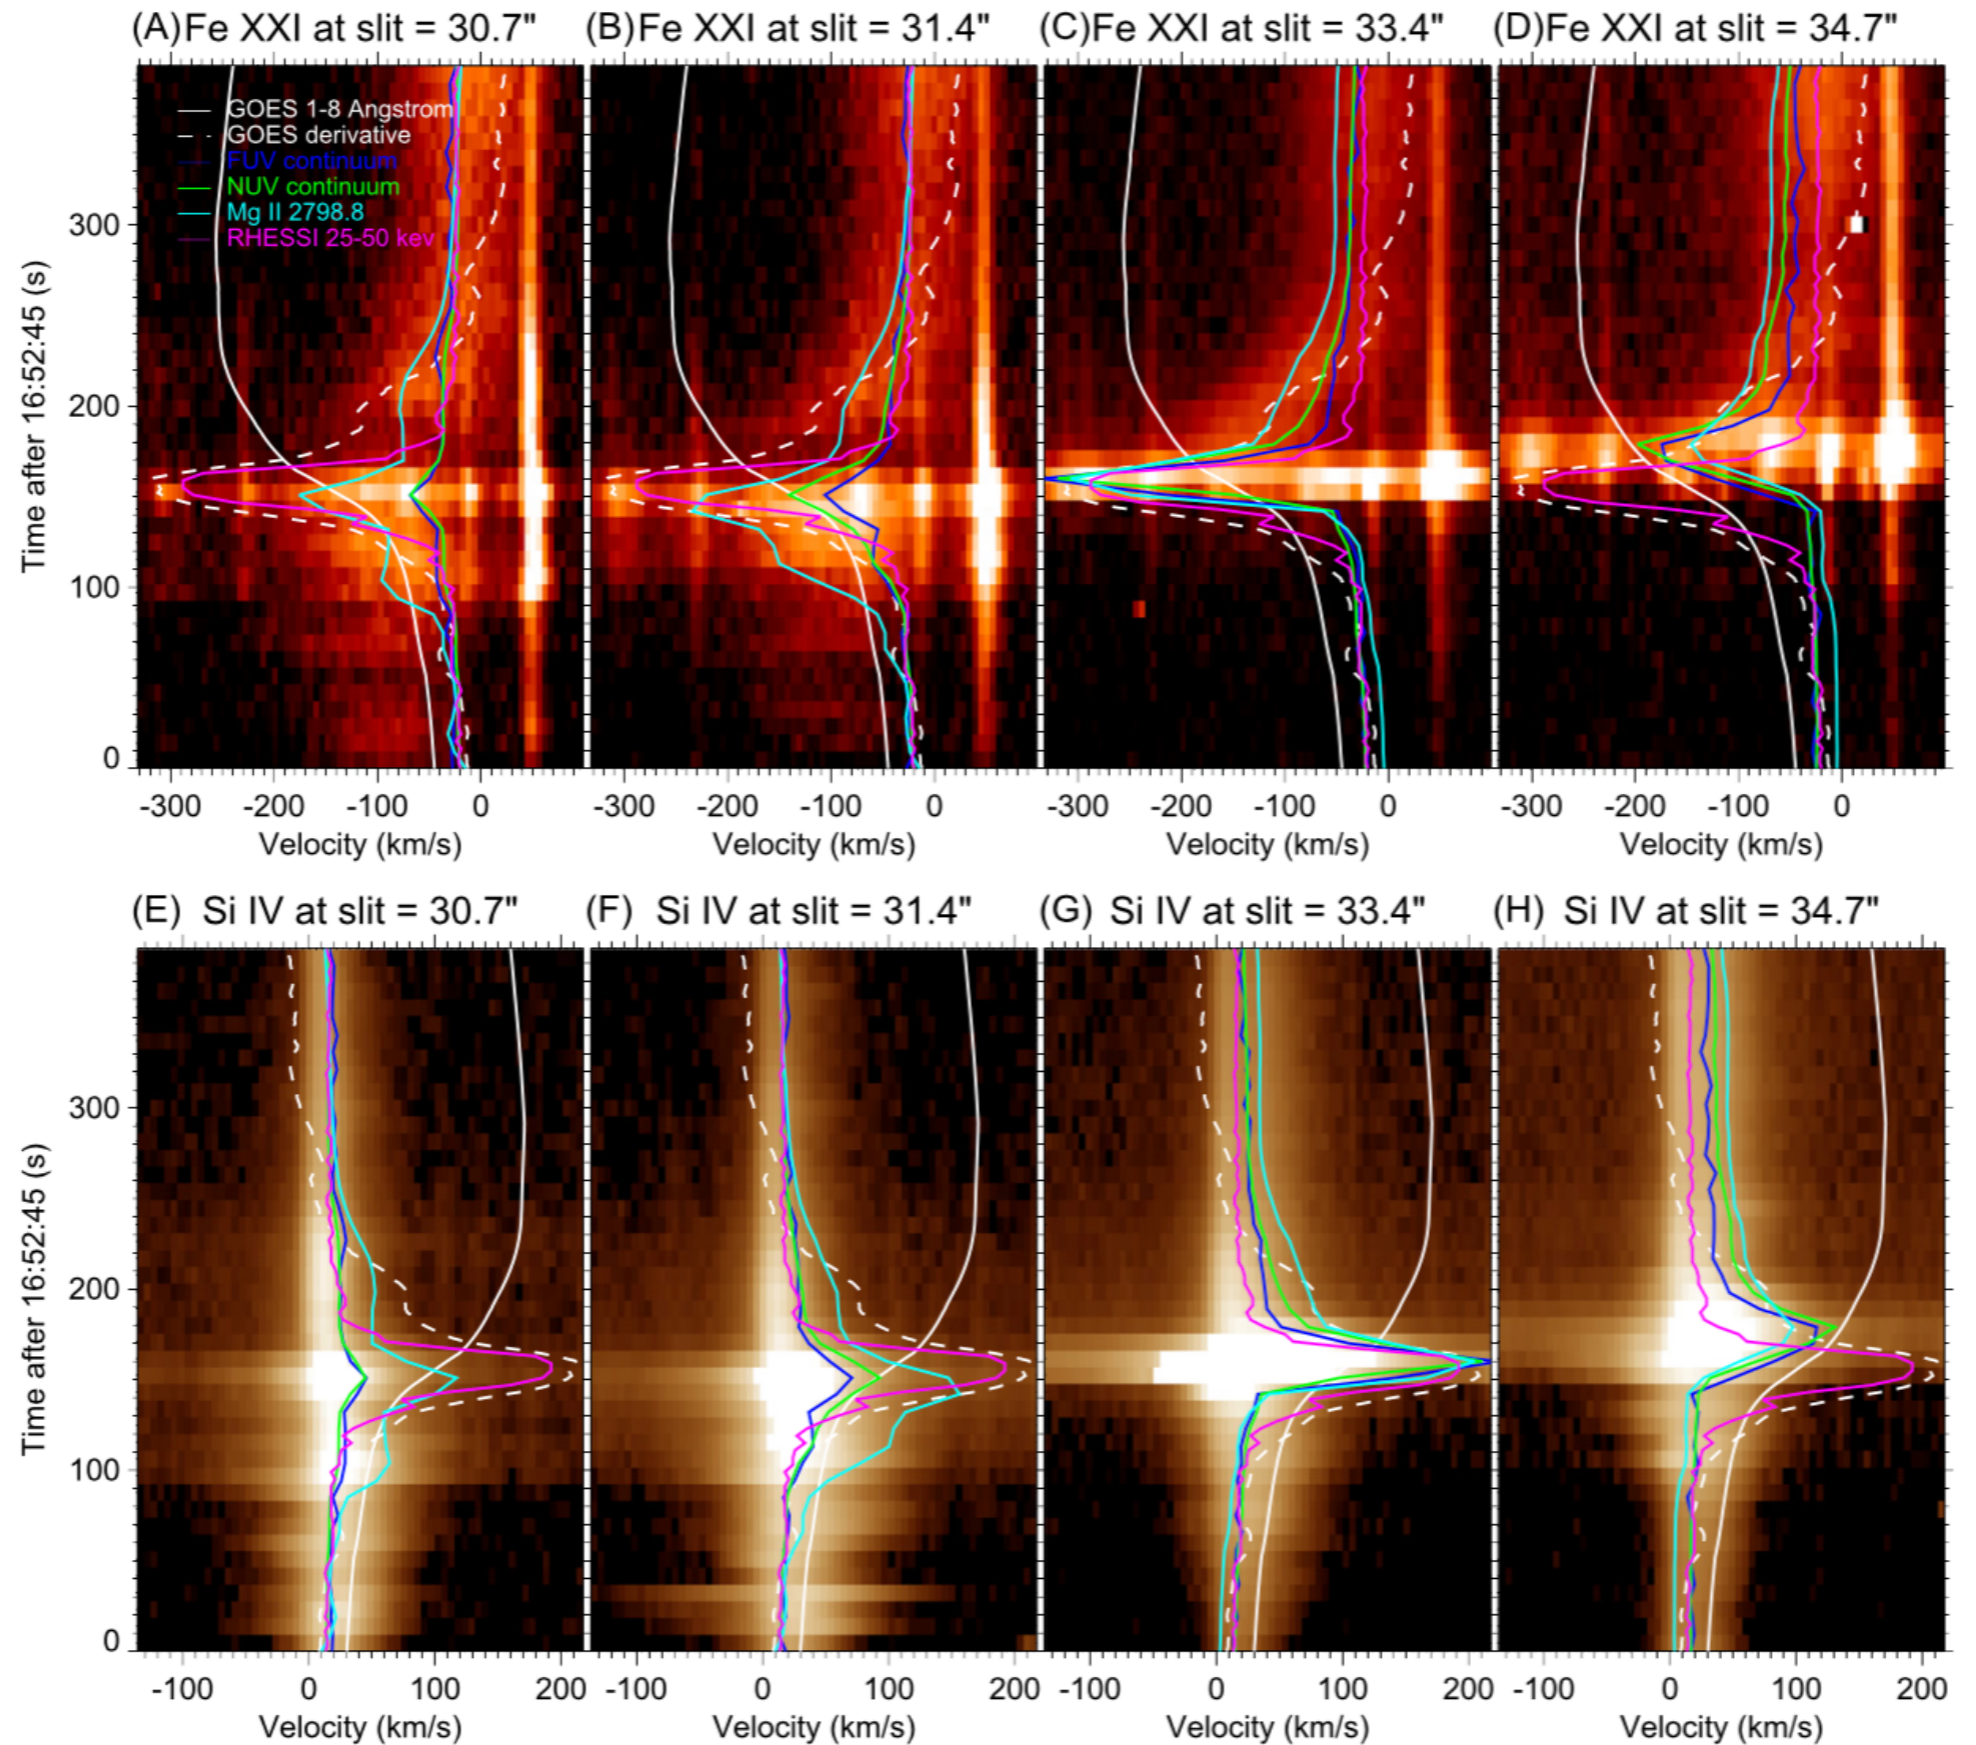 (A)Fe XXI at slit = 30.7" (B)Fe XXI at slit = 31.4" (C)Fe XXI at slit = 33.4" (D)Fe XXI at slit = 34.7"
GOES 1-8 Angstrom
GOES derivative
FUV continuum
NUV continuum
Mg II 2798.8
RHESSI 25-50 kev
Time after 16:52:45 (s)
300
200
100
0
-300 -200 -100 0 -300 -200 -100 0 -300 -200 -100 0 -300 -200 -100 0
Velocity (km/s) Velocity (km/s) Velocity (km/s) Velocity (km/s)
(E) Si IV at slit = 30.7" (F) Si IV at slit = 31.4" (G) Si IV at slit = 33.4" (H) Si IV at slit = 34.7"
Time after 16:52:45 (s)
300
200
100
0
-100 0 100 200 -100 0 100 200 -100 0 100 200 -100 0 100 200
Velocity (km/s) Velocity (km/s) Velocity (km/s) Velocity (km/s)